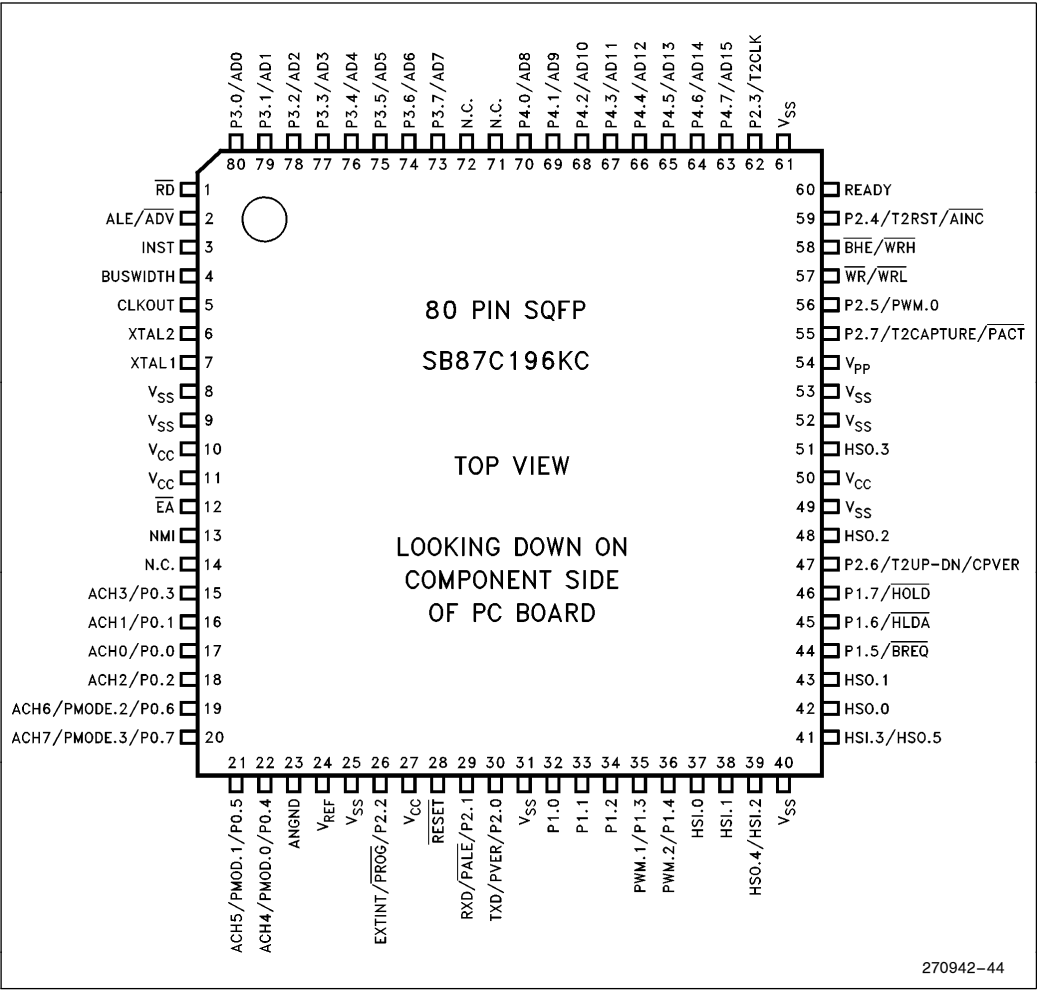 P3.0/AD0
P3.1/AD1
P3.2/AD2
P3.3/AD3
P3.4/AD4
P3.5/AD5
P3.6/AD6
P3.7/AD7
N.C.
N.C.
P4.0/AD8
P4.1/AD9
P4.2/AD10
P4.3/AD11
P4.4/AD12
P4.5/AD13
P4.6/AD14
P4.7/AD15
P2.3/T2CLK
VSS
80 79 78 77 76 75 74 73 72 71 70 69 68 67 66 65 64 63 62 61
RD 1
ALE/ADV 2
INST 3
BUSWIDTH 4
CLKOUT 5
XTAL2 6
XTAL1 7
VSS 8
VSS 9
VCC 10
VCC 11
EA 12
NMI 13
N.C. 14
ACH3/P0.3 15
ACH1/P0.1 16
ACH0/P0.0 17
ACH2/P0.2 18
ACH6/PMODE.2/P0.6 19
ACH7/PMODE.3/P0.7 20
80 PIN SQFP
SB87C196KC
TOP VIEW
LOOKING DOWN ON
COMPONENT SIDE
OF PC BOARD
60 READY
59 P2.4/T2RST/AINC
58 BHE/WRH
57 WR/WRL
56 P2.5/PWM.0
55 P2.7/T2CAPTURE/PACT
54 VPP
53 VSS
52 VSS
51 HSO.3
50 VCC
49 VSS
48 HSO.2
47 P2.6/T2UP-DN/CPVER
46 P1.7/HOLD
45 P1.6/HLDA
44 P1.5/BREQ
43 HSO.1
42 HSO.0
41 HSI.3/HSO.5
21 22 23 24 25 26 27 28 29 30 31 32 33 34 35 36 37 38 39 40
ACH5/PMOD.1/P0.5
ACH4/PMOD.0/P0.4
ANGND
VREF
VSS
EXTINT/PROG/P2.2
VCC
RESET
RXD/PALE/P2.1
TXD/PVER/P2.0
VSS
P1.0
P1.1
P1.2
PWM.1/P1.3
PWM.2/P1.4
HSI.0
HSI.1
HSO.4/HSI.2
VSS
270942–44